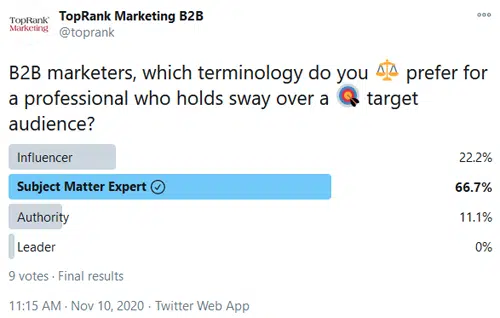 TopRank Marketing
TopRank Marketing B2B
@toprank
B2B marketers, which terminology do you ⚖️ prefer for
a professional who holds sway over a 🎯 target
audience?
Influencer 22.2%
Subject Matter Expert 66.7%
Authority 11.1%
Leader 0%
9 votes · Final results
11:15 AM · Nov 10, 2020 · Twitter Web App